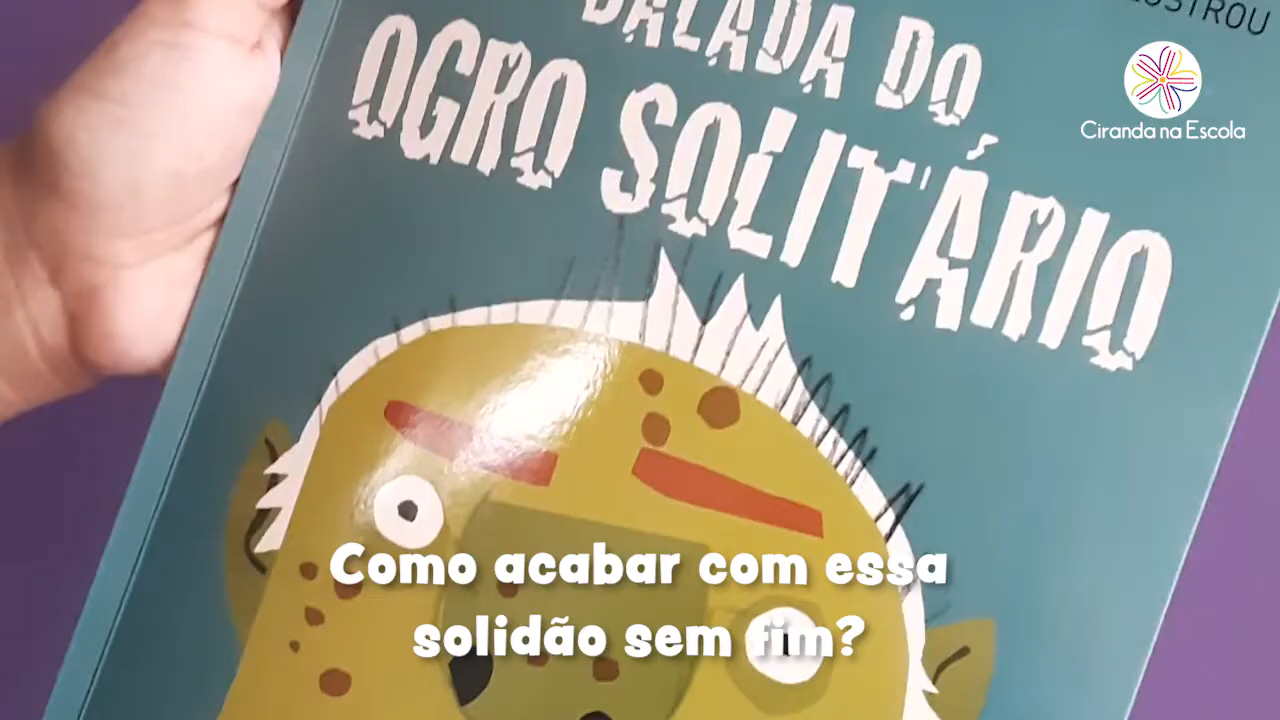 BALADA DO
OGRO SOLITÁRIO
Ciranda na Escola
Como acabar com essa
solidão sem fim?